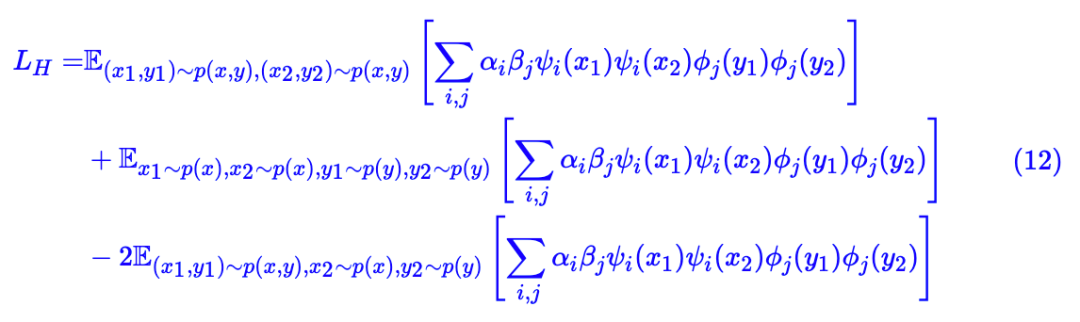 L_H = 𝔼_{(x1,y1)∼p(x,y),(x2,y2)∼p(x,y)} [∑_{i,j} α_i β_j ψ_i(x_1) ψ_i(x_2) ϕ_j(y_1) ϕ_j(y_2)]
+ 𝔼_{x1∼p(x),x2∼p(x),y1∼p(y),y2∼p(y)} [∑_{i,j} α_i β_j ψ_i(x_1) ψ_i(x_2) ϕ_j(y_1) ϕ_j(y_2)] (12)
− 2𝔼_{(x1,y1)∼p(x,y),x2∼p(x),y2∼p(y)} [∑_{i,j} α_i β_j ψ_i(x_1) ψ_i(x_2) ϕ_j(y_1) ϕ_j(y_2)]